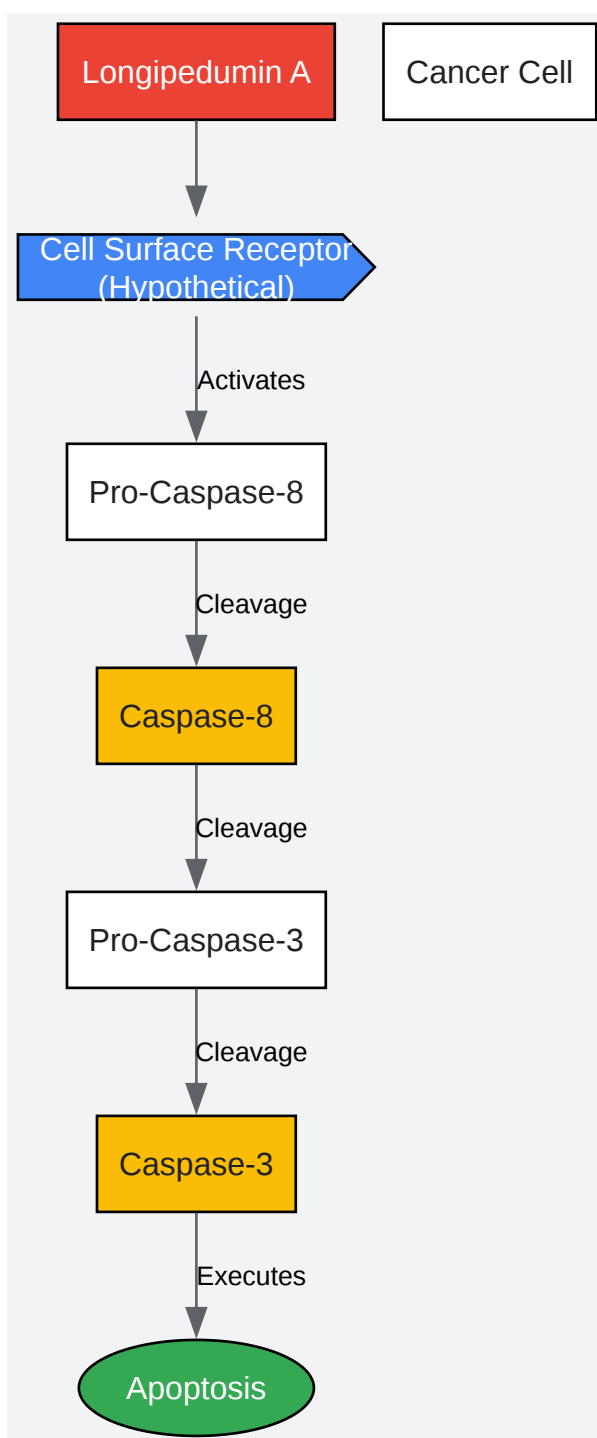 Longipedumin A
Cancer Cell
Cell Surface Receptor
(Hypothetical)
Activates
Pro-Caspase-8
Cleavage
Caspase-8
Cleavage
Pro-Caspase-3
Cleavage
Caspase-3
Executes
Apoptosis